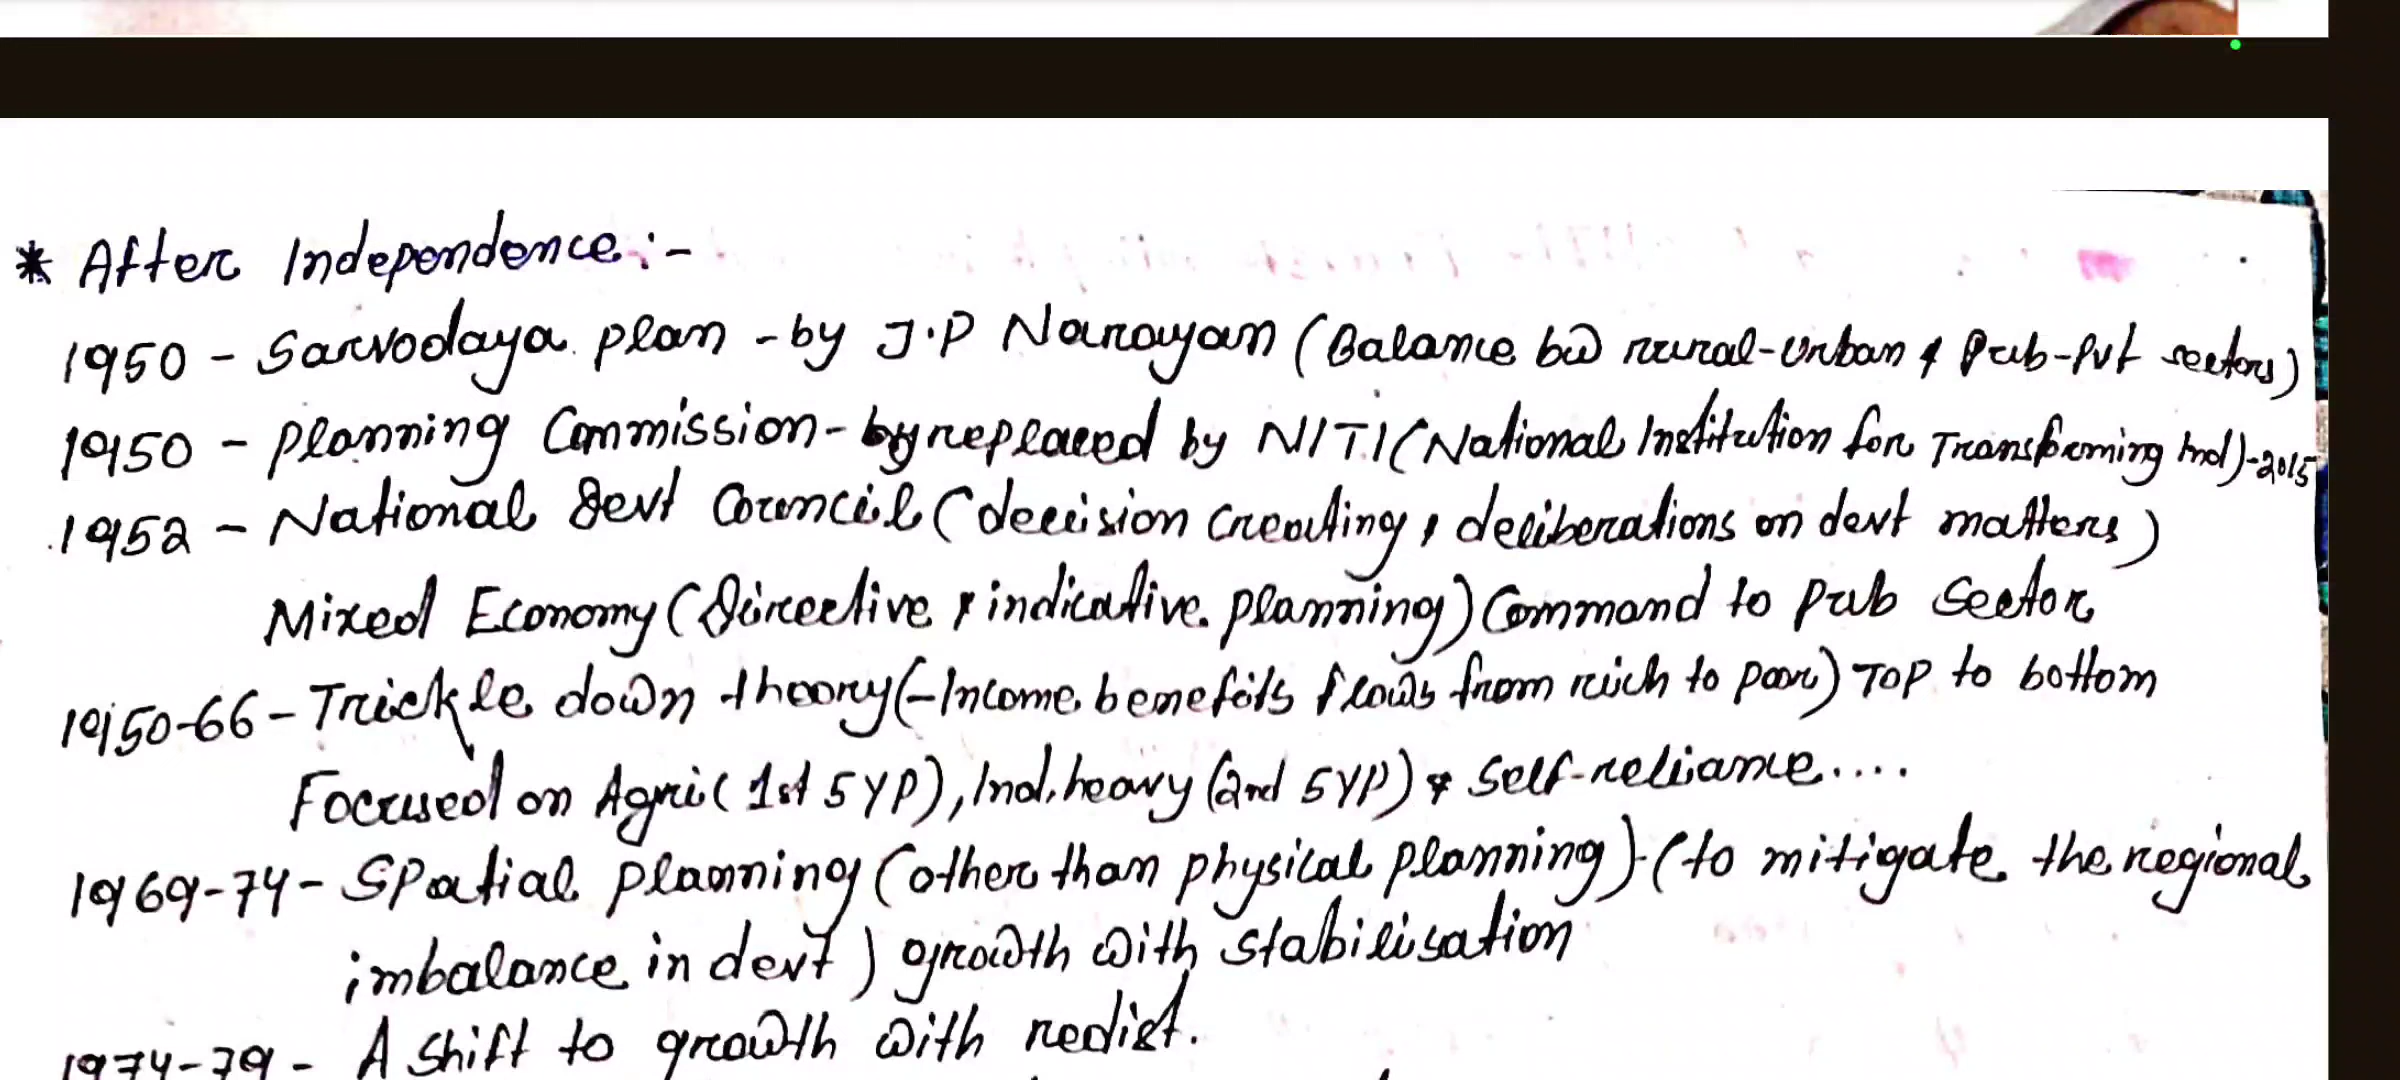 * After Independence :-
1950 - Sarvodaya plan - by J.P Narayan (Balance bw rural-urban & Pub-Pvt sectors)
1950 - planning Commission - replaced by NITI (National Institution for Transforming Ind) - 2015
1952 - National Devt Council (decision creating, deliberations on devt matters)
Mixed Economy (Directive & indicative planning) Command to Pub Sector
1950-66 - Trickle down theory (-Income benefits flows from rich to poor) TOP to bottom
Focused on Agri (1st 5YP), Ind. heavy (2nd 5YP) & Self-reliance....
1969-74 - Spatial planning (other than physical planning) - (to mitigate the regional
imbalance in devt) growth with stabilisation
1974-79 - A shift to growth with redist.